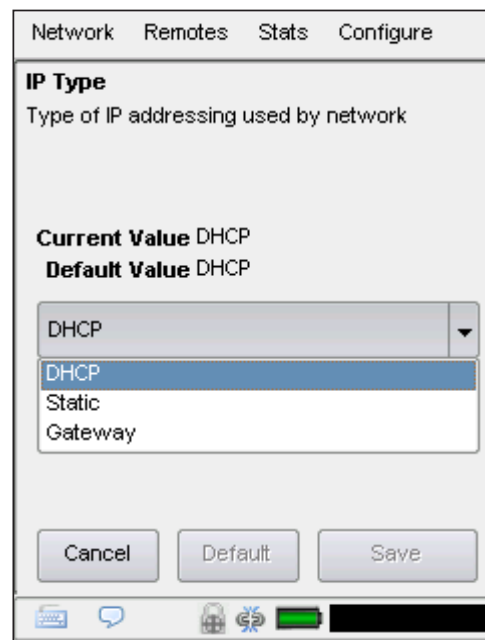 Network Remotes Stats Configure
IP Type
Type of IP addressing used by network
Current Value DHCP
Default Value DHCP
DHCP
DHCP
Static
Gateway
Cancel Default Save